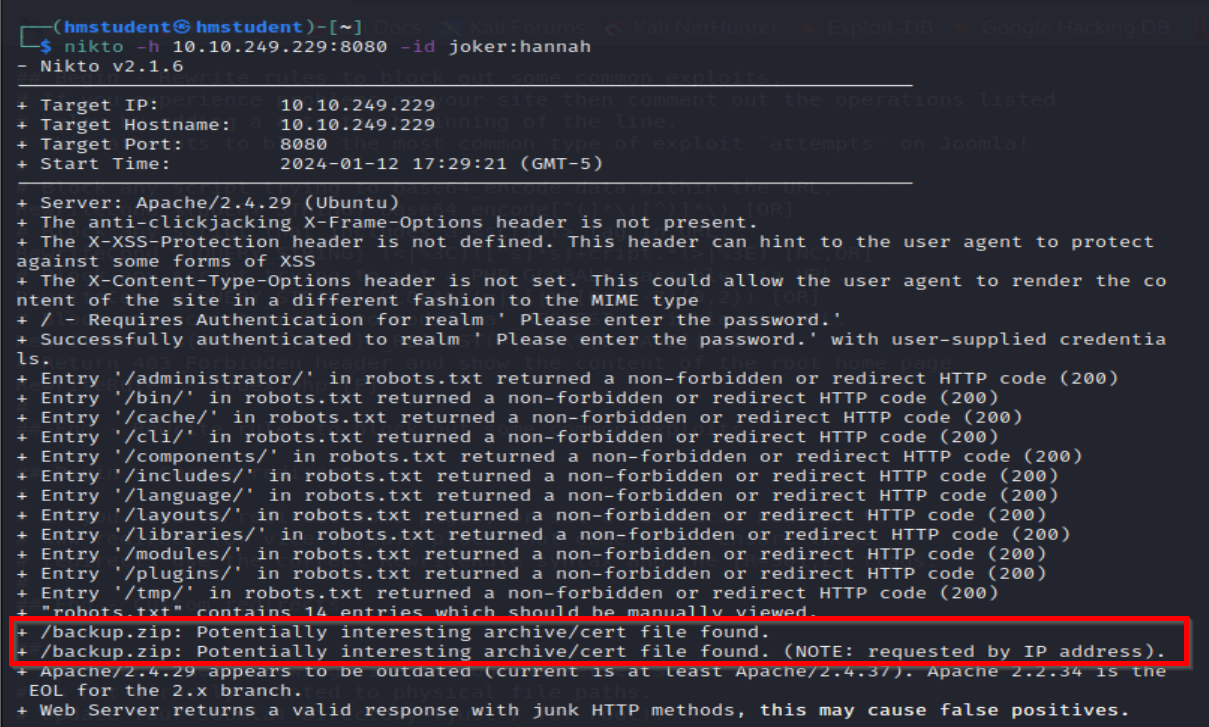 Docs Kali Forums Kali NetHunter Exploit-DB Google Hacking DB
(hmstudent㉿hmstudent)-[~]
$ nikto -h 10.10.249.229:8080 -id joker:hannah
- Nikto v2.1.6
+ Target IP: 10.10.249.229
+ Target Hostname: 10.10.249.229
+ Target Port: 8080
+ Start Time: 2024-01-12 17:29:21 (GMT-5)
+ Server: Apache/2.4.29 (Ubuntu)
+ The anti-clickjacking X-Frame-Options header is not present.
+ The X-XSS-Protection header is not defined. This header can hint to the user agent to protect
against some forms of XSS
+ The X-Content-Type-Options header is not set. This could allow the user agent to render the co
ntent of the site in a different fashion to the MIME type
+ / - Requires Authentication for realm ' Please enter the password.'
+ Successfully authenticated to realm ' Please enter the password.' with user-supplied credentia
ls.
+ Entry '/administrator/' in robots.txt returned a non-forbidden or redirect HTTP code (200)
+ Entry '/bin/' in robots.txt returned a non-forbidden or redirect HTTP code (200)
+ Entry '/cache/' in robots.txt returned a non-forbidden or redirect HTTP code (200)
+ Entry '/cli/' in robots.txt returned a non-forbidden or redirect HTTP code (200)
+ Entry '/components/' in robots.txt returned a non-forbidden or redirect HTTP code (200)
+ Entry '/includes/' in robots.txt returned a non-forbidden or redirect HTTP code (200)
+ Entry '/language/' in robots.txt returned a non-forbidden or redirect HTTP code (200)
+ Entry '/layouts/' in robots.txt returned a non-forbidden or redirect HTTP code (200)
+ Entry '/libraries/' in robots.txt returned a non-forbidden or redirect HTTP code (200)
+ Entry '/modules/' in robots.txt returned a non-forbidden or redirect HTTP code (200)
+ Entry '/plugins/' in robots.txt returned a non-forbidden or redirect HTTP code (200)
+ Entry '/tmp/' in robots.txt returned a non-forbidden or redirect HTTP code (200)
+ "robots.txt" contains 14 entries which should be manually viewed.
+ /backup.zip: Potentially interesting archive/cert file found.
+ /backup.zip: Potentially interesting archive/cert file found. (NOTE: requested by IP address).
+ Apache/2.4.29 appears to be outdated (current is at least Apache/2.4.37). Apache 2.2.34 is the
EOL for the 2.x branch.
+ Web Server returns a valid response with junk HTTP methods, this may cause false positives.